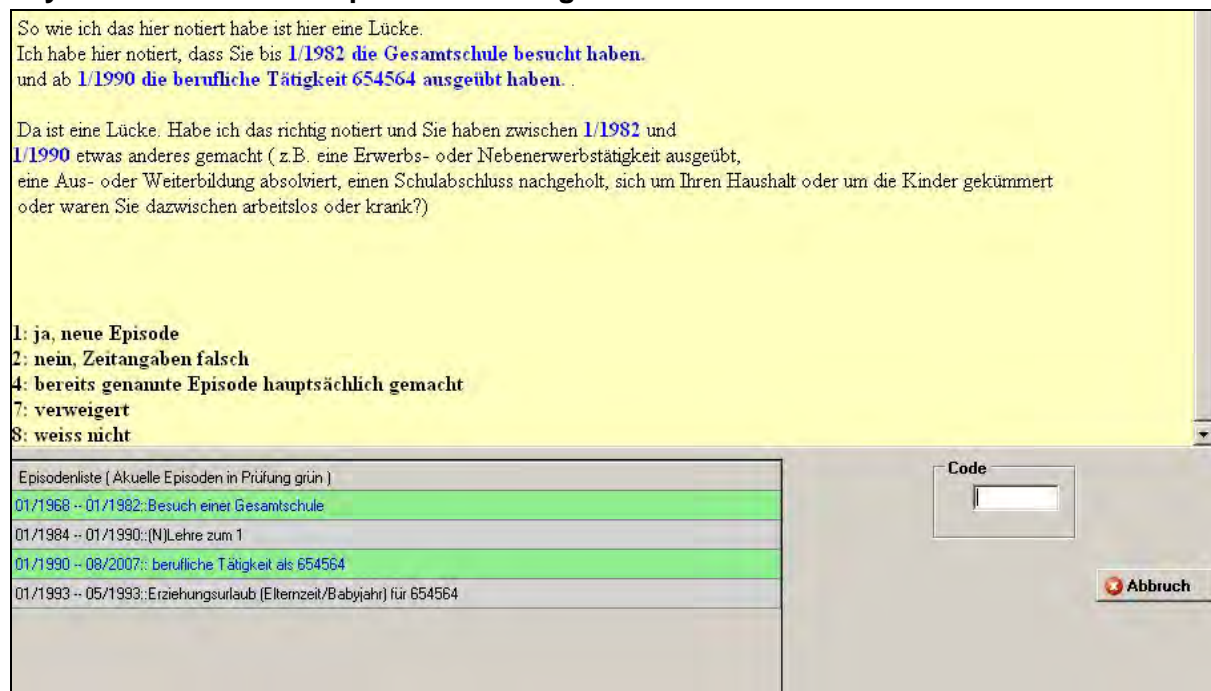 So wie ich das hier notiert habe ist hier eine Lücke.
Ich habe hier notiert, dass Sie bis 1/1982 die Gesamtschule besucht haben.
und ab 1/1990 die berufliche Tätigkeit 654564 ausgeübt haben. .
Da ist eine Lücke. Habe ich das richtig notiert und Sie haben zwischen 1/1982 und
1/1990 etwas anderes gemacht ( z.B. eine Erwerbs- oder Nebenerwerbstätigkeit ausgeübt,
eine Aus- oder Weiterbildung absolviert, einen Schulabschluss nachgeholt, sich um Ihren Haushalt oder um die Kinder gekümmert
oder waren Sie dazwischen arbeitslos oder krank?)
1: ja, neue Episode
2: nein, Zeitangaben falsch
4: bereits genannte Episode hauptsächlich gemacht
7: verweigert
8: weiss nicht
Episodenliste ( Akuelle Episoden in Prüfung grün )
01/1968 -- 01/1982::Besuch einer Gesamtschule
01/1984 -- 01/1990::(N)Lehre zum 1
01/1990 -- 08/2007:: berufliche Tätigkeit als 654564
01/1993 -- 05/1993::Erziehungsurlaub (Elternzeit/Babyjahr) für 654564
Code
Abbruch